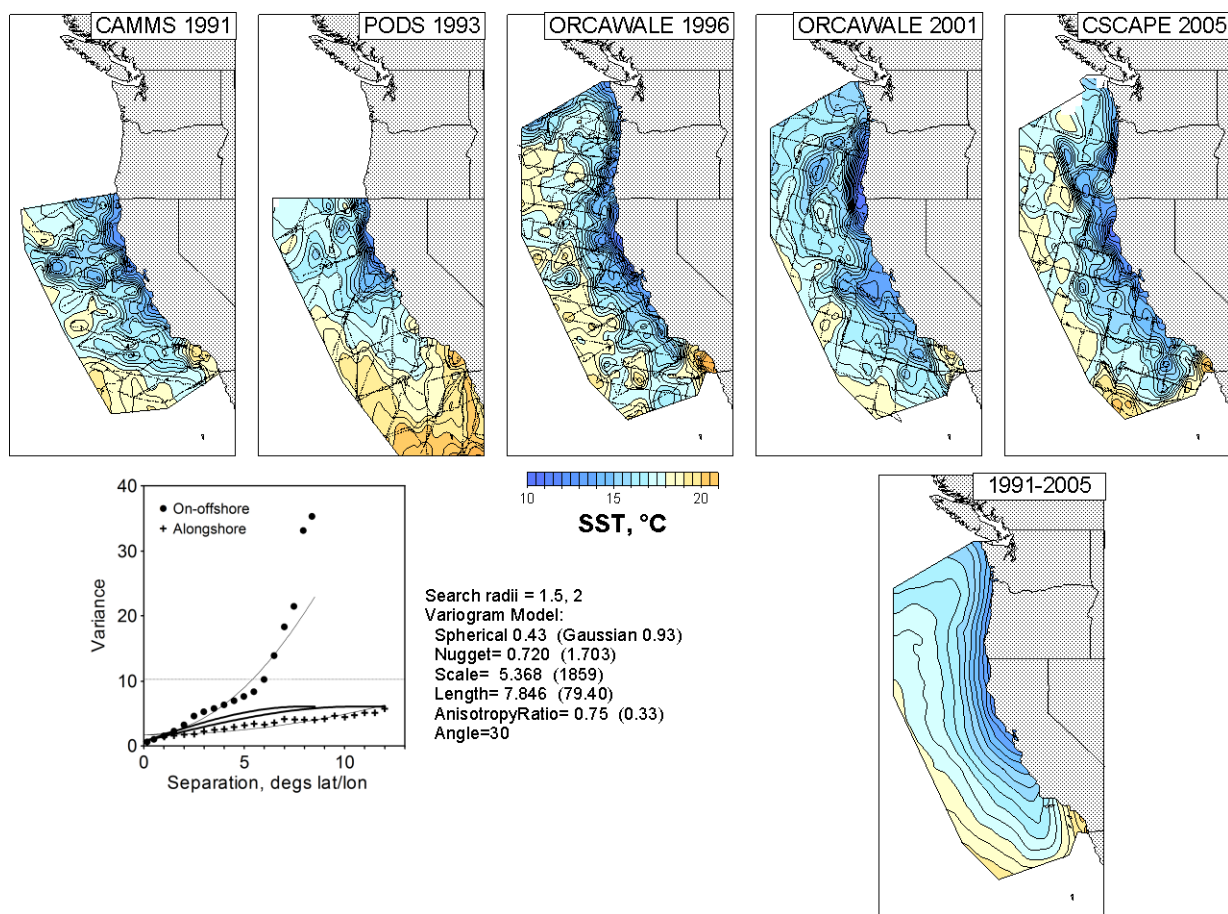 CAMMS 1991
PODS 1993
ORCAWALE 1996
ORCAWALE 2001
CSCAPE 2005
10 15 20
SST, °C
40
30
20
10
0
Variance
On-offshore
Alongshore
0 5 10
Separation, degs lat/lon
Search radii = 1.5, 2
Variogram Model:
Spherical 0.43 (Gaussian 0.93)
Nugget= 0.720 (1.703)
Scale= 5.368 (1859)
Length= 7.846 (79.40)
AnisotropyRatio= 0.75 (0.33)
Angle=30
1991-2005